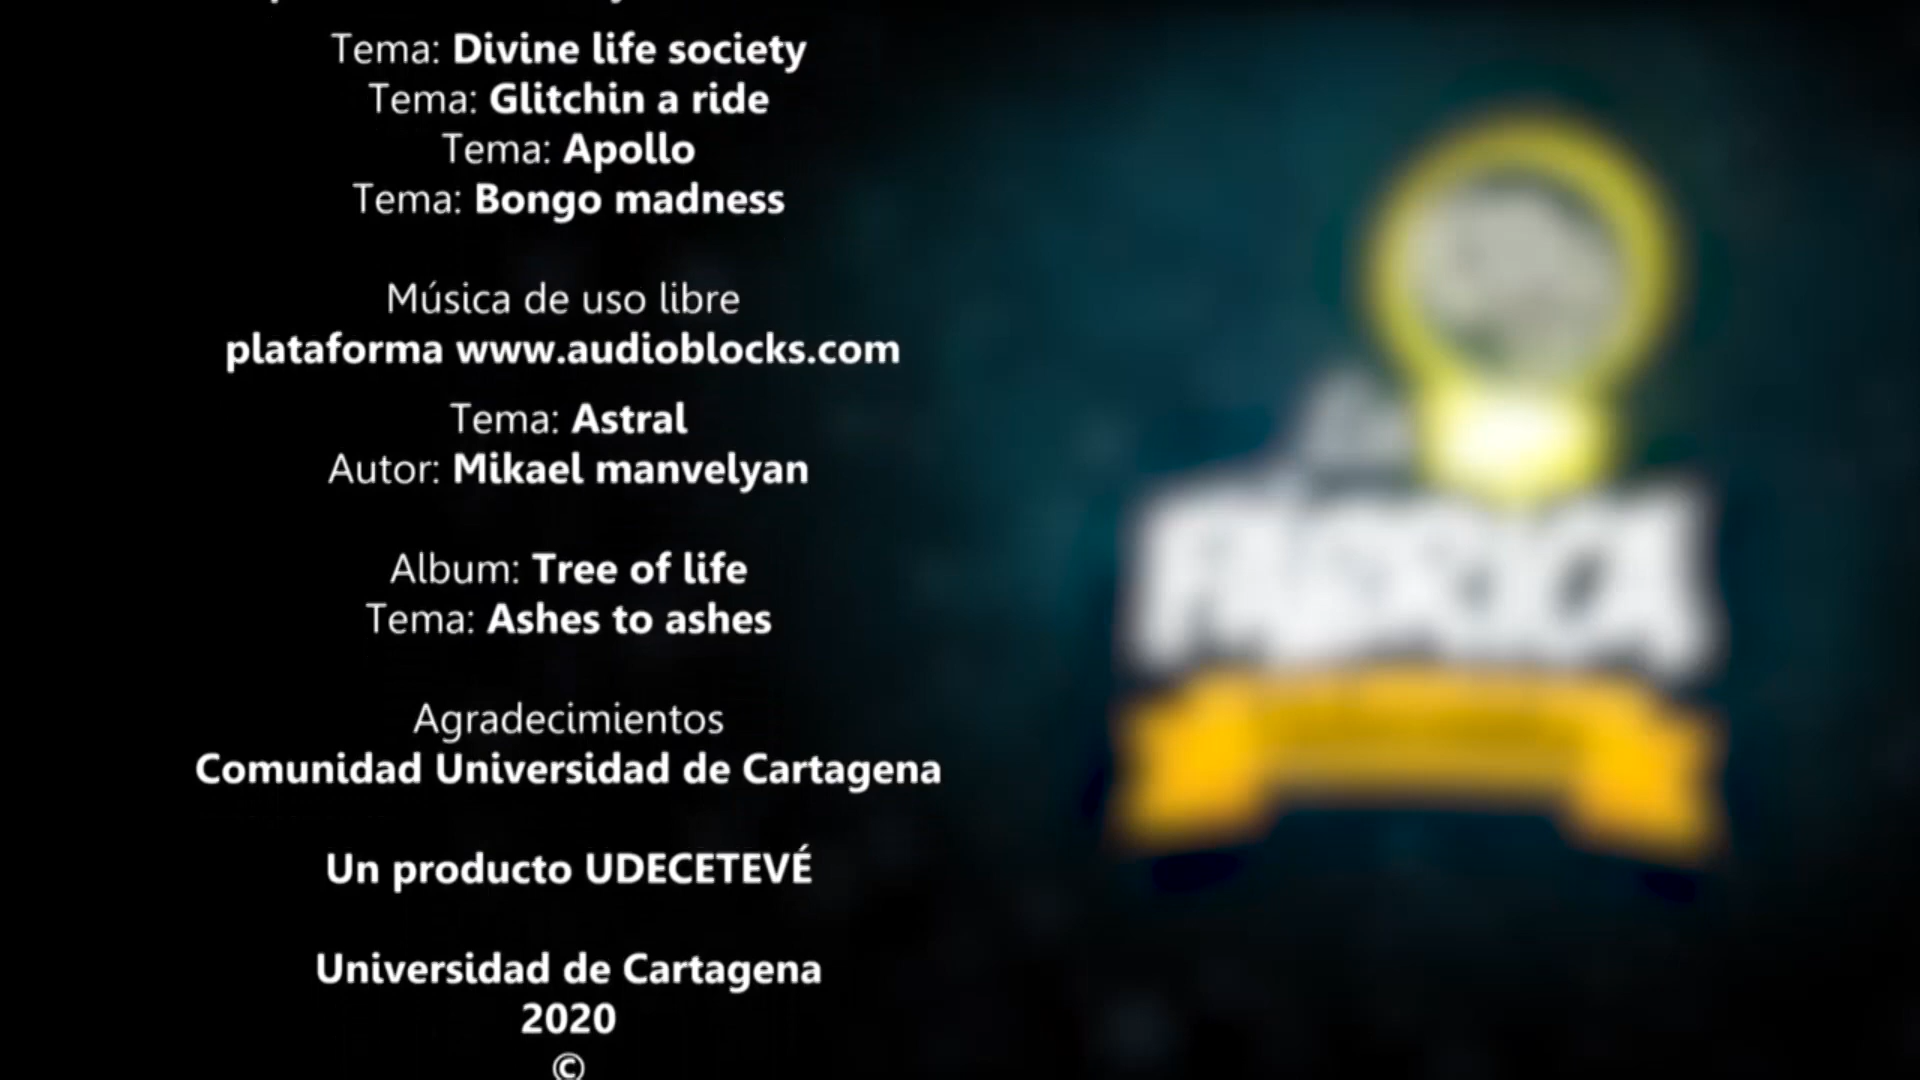 Tema: Divine life society
Tema: Glitchin a ride
Tema: Apollo
Tema: Bongo madness
Música de uso libre
plataforma www.audioblocks.com
Tema: Astral
Autor: Mikael manvelyan
Album: Tree of life
Tema: Ashes to ashes
Agradecimientos
Comunidad Universidad de Cartagena
Un producto UDECETEVÉ
Universidad de Cartagena
2020
©